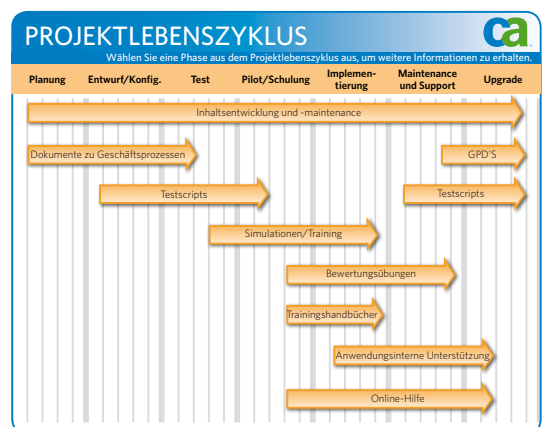 PROJEKTLEBENSZYKLUS
ca
Wählen Sie eine Phase aus dem Projektlebenszyklus aus, um weitere Informationen zu erhalten.
Planung Entwurf/Konfig. Test Pilot/Schulung Implemen-
tierung Maintenance
und Support Upgrade
Inhaltsentwicklung und -maintenance
Dokumente zu Geschäftsprozessen GPD'S
Testscripts Testscripts
Simulationen/Training
Bewertungsübungen
Trainingshandbücher
Anwendungsinterne Unterstützung
Online-Hilfe